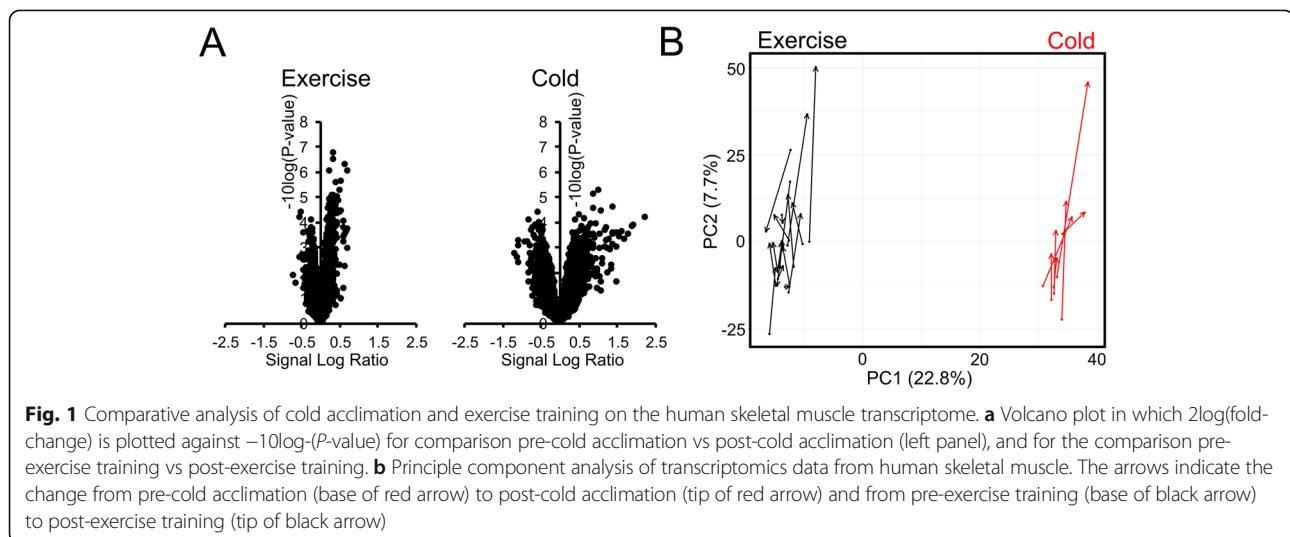 A
B
Exercise
Cold
-10log(P-value)
-10log(P-value)
8
7
6
5
4
3
2
1
0
8
7
6
5
4
3
2
1
0
-2.5 -1.5 -0.5 0.5 1.5 2.5
-2.5 -1.5 -0.5 0.5 1.5 2.5
Signal Log Ratio
Signal Log Ratio
Exercise
Cold
50
25
0
-25
PC2 (7.7%)
0 20 40
PC1 (22.8%)
Fig. 1 Comparative analysis of cold acclimation and exercise training on the human skeletal muscle transcriptome. a Volcano plot in which 2log(fold-
change) is plotted against −10log-(P-value) for comparison pre-cold acclimation vs post-cold acclimation (left panel), and for the comparison pre-
exercise training vs post-exercise training. b Principle component analysis of transcriptomics data from human skeletal muscle. The arrows indicate the
change from pre-cold acclimation (base of red arrow) to post-cold acclimation (tip of red arrow) and from pre-exercise training (base of black arrow)
to post-exercise training (tip of black arrow)